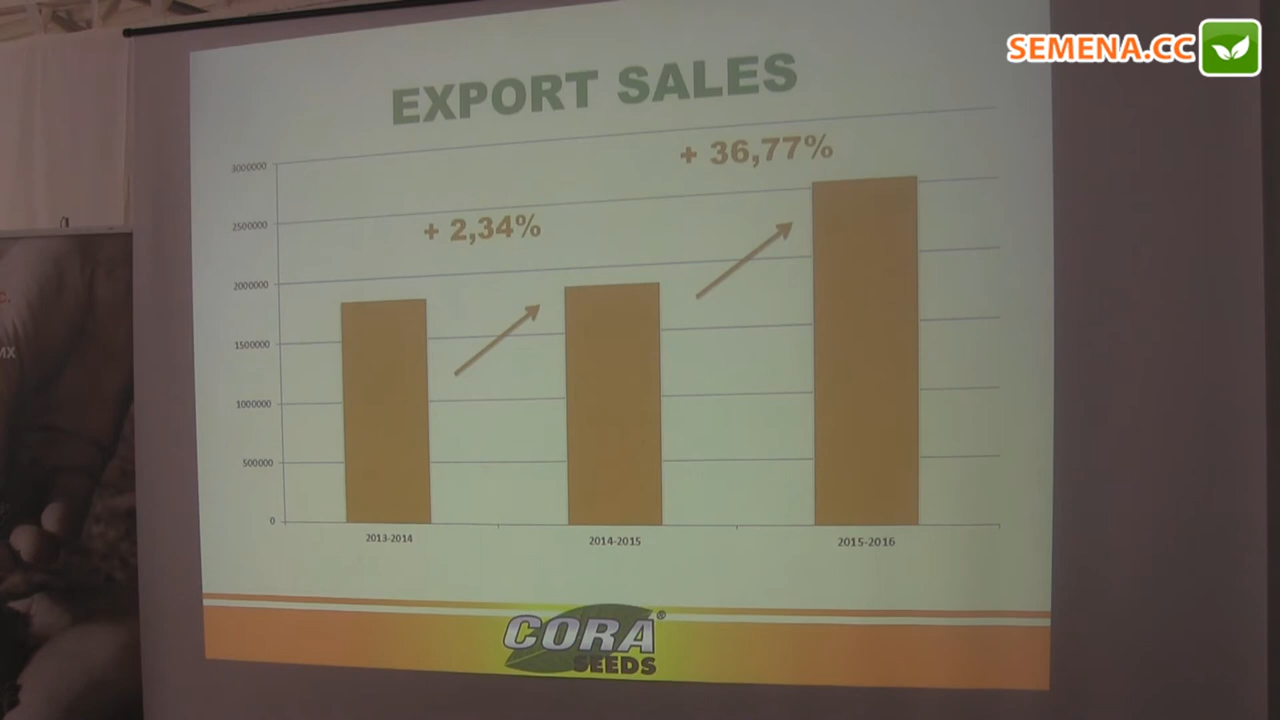 SEMENA.CC
EXPORT SALES
+ 36,77%
+ 2,34%
3000000
2500000
2000000
1500000
1000000
500000
0
2013-2014
2014-2015
2015-2016
CORA®
SEEDS
с.
их